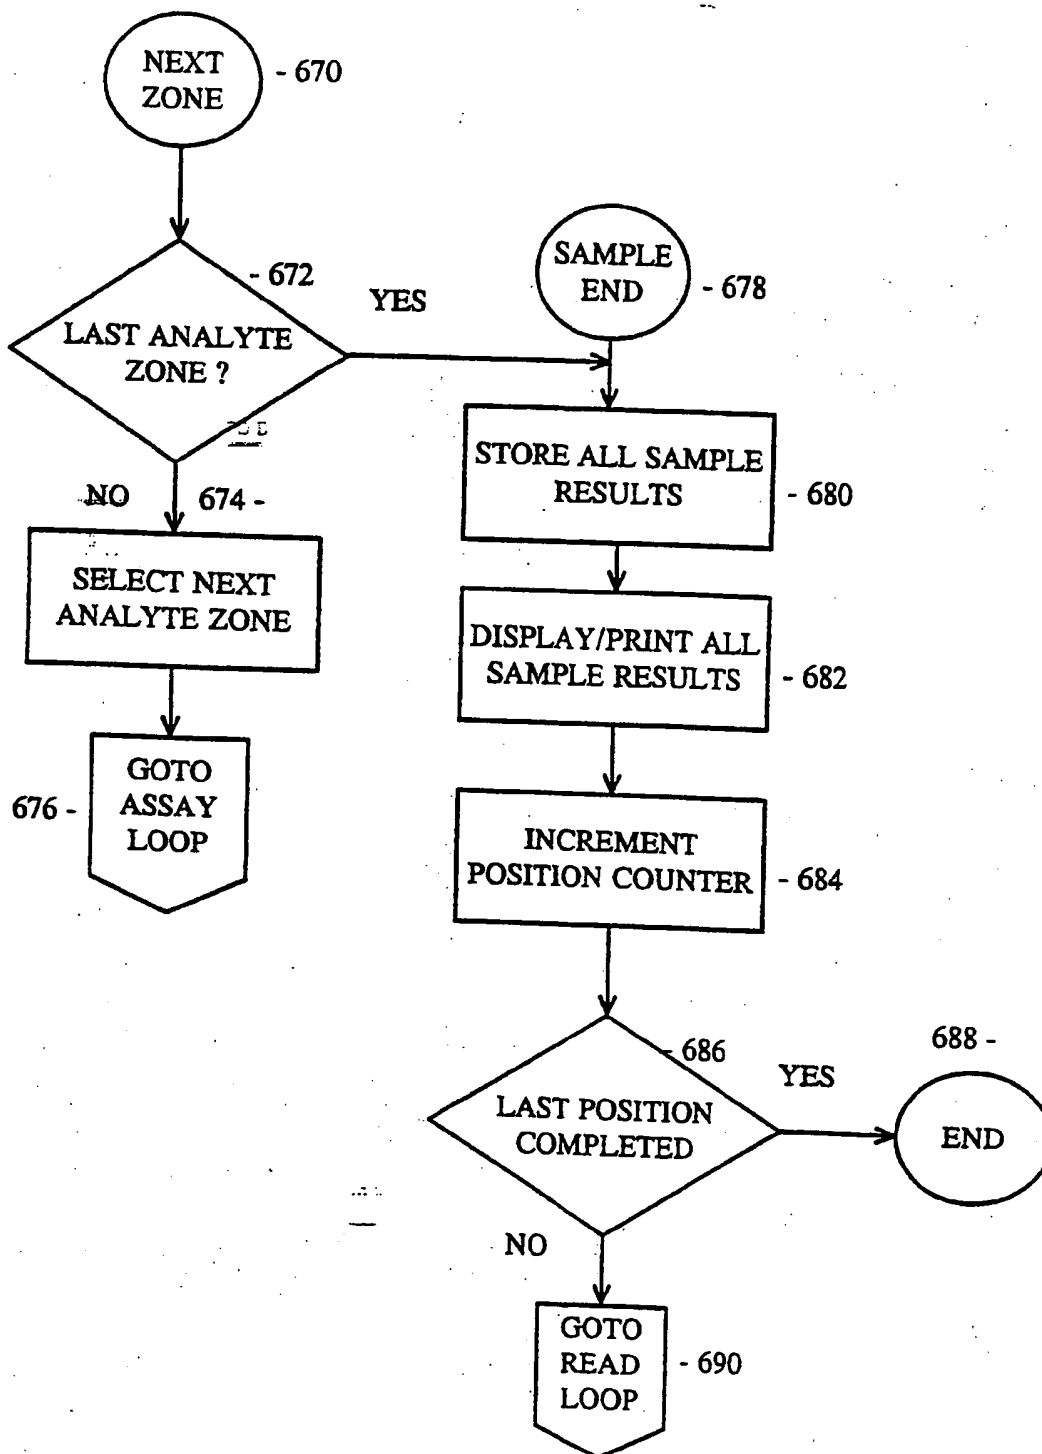 NEXT
ZONE
- 670
- 672
LAST ANALYTE
ZONE ?
YES
SAMPLE
END
- 678
NO
674 -
SELECT NEXT
ANALYTE ZONE
GOTO
ASSAY
LOOP
676 -
STORE ALL SAMPLE
RESULTS
- 680
DISPLAY/PRINT ALL
SAMPLE RESULTS
- 682
INCREMENT
POSITION COUNTER
- 684
- 686
LAST POSITION
COMPLETED
YES
688 -
END
NO
GOTO
READ
LOOP
- 690